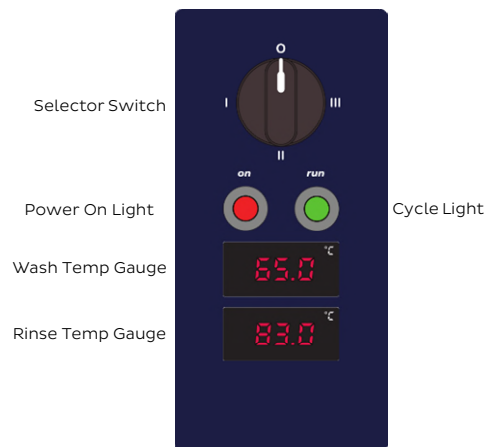 O
Selector Switch
I
III
II
on
run
Power On Light
Cycle Light
Wash Temp Gauge
65.0
°C
Rinse Temp Gauge
83.0
°C